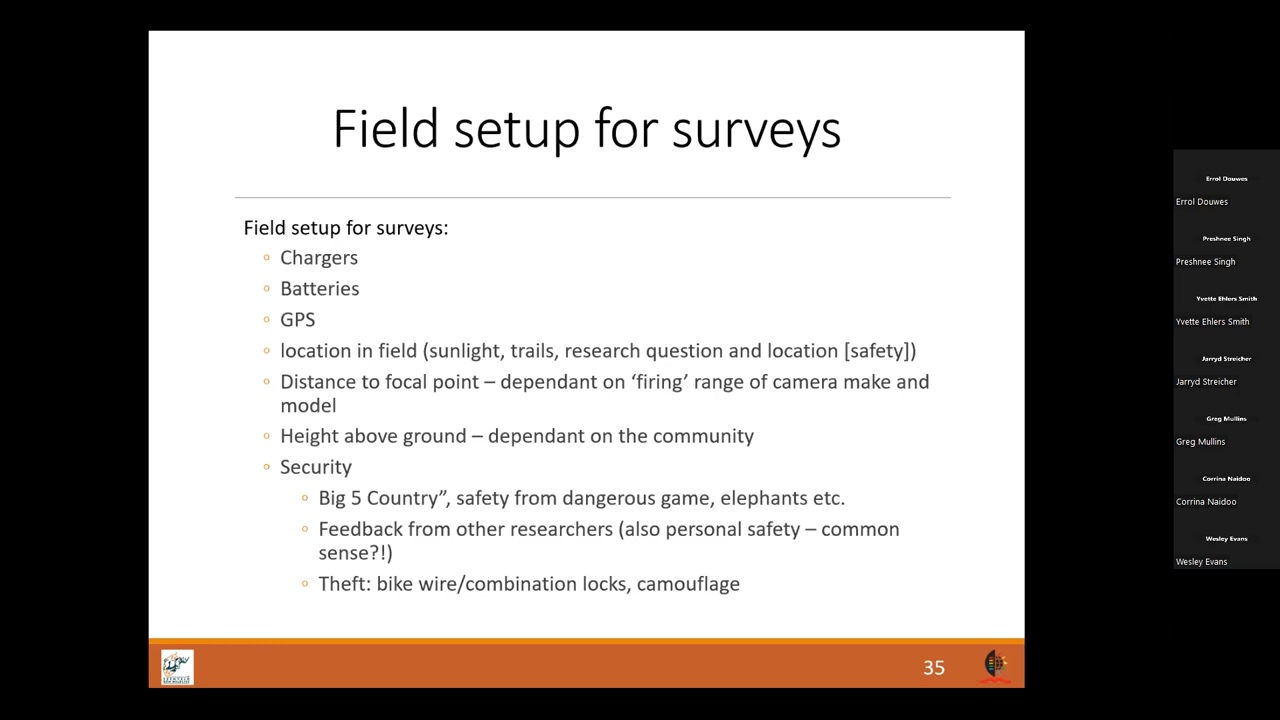 Field setup for surveys
Field setup for surveys:
Chargers
Batteries
GPS
location in field (sunlight, trails, research question and location [safety])
Distance to focal point – dependant on ‘firing’ range of camera make and
model
Height above ground – dependant on the community
Security
Big 5 Country”, safety from dangerous game, elephants etc.
Feedback from other researchers (also personal safety – common
sense?!)
Theft: bike wire/combination locks, camouflage
35
Errol Douwes
Errol Douwes
Preshnee Singh
Preshnee Singh
Yvette Ehlers Smith
Yvette Ehlers Smith
Jarryd Streicher
Jarryd Streicher
Greg Mullins
Greg Mullins
Corrina Naidoo
Corrina Naidoo
Wesley Evans
Wesley Evans